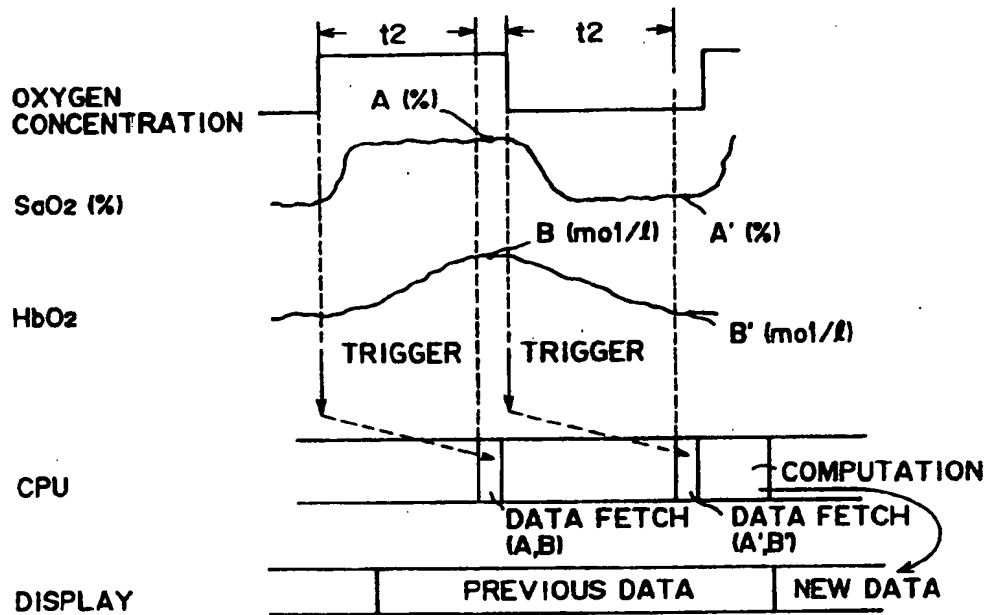 t2 t2
OXYGEN
CONCENTRATION
A (%)
SaO2 (%)
A' (%)
B (mol/l)
HbO2
B' (mol/l)
TRIGGER TRIGGER
CPU
COMPUTATION
DATA FETCH
(A,B)
DATA FETCH
(A',B')
DISPLAY
PREVIOUS DATA
NEW DATA